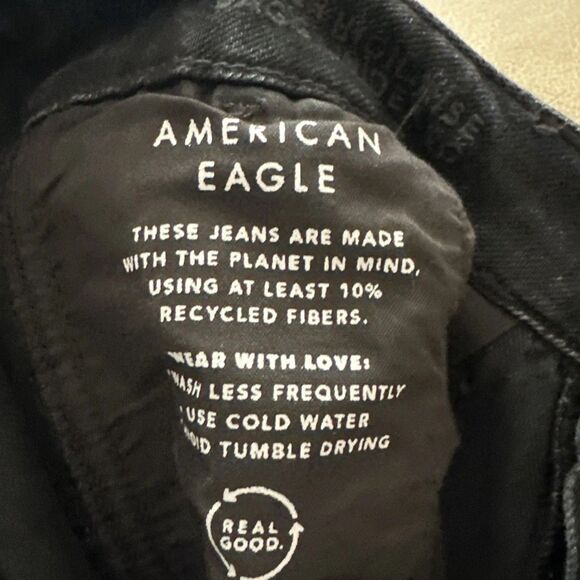 AMERICAN
EAGLE
THESE JEANS ARE MADE
WITH THE PLANET IN MIND,
USING AT LEAST 10%
RECYCLED FIBERS.
WEAR WITH LOVE:
WASH LESS FREQUENTLY
USE COLD WATER
AVOID TUMBLE DRYING
REAL
GOOD.